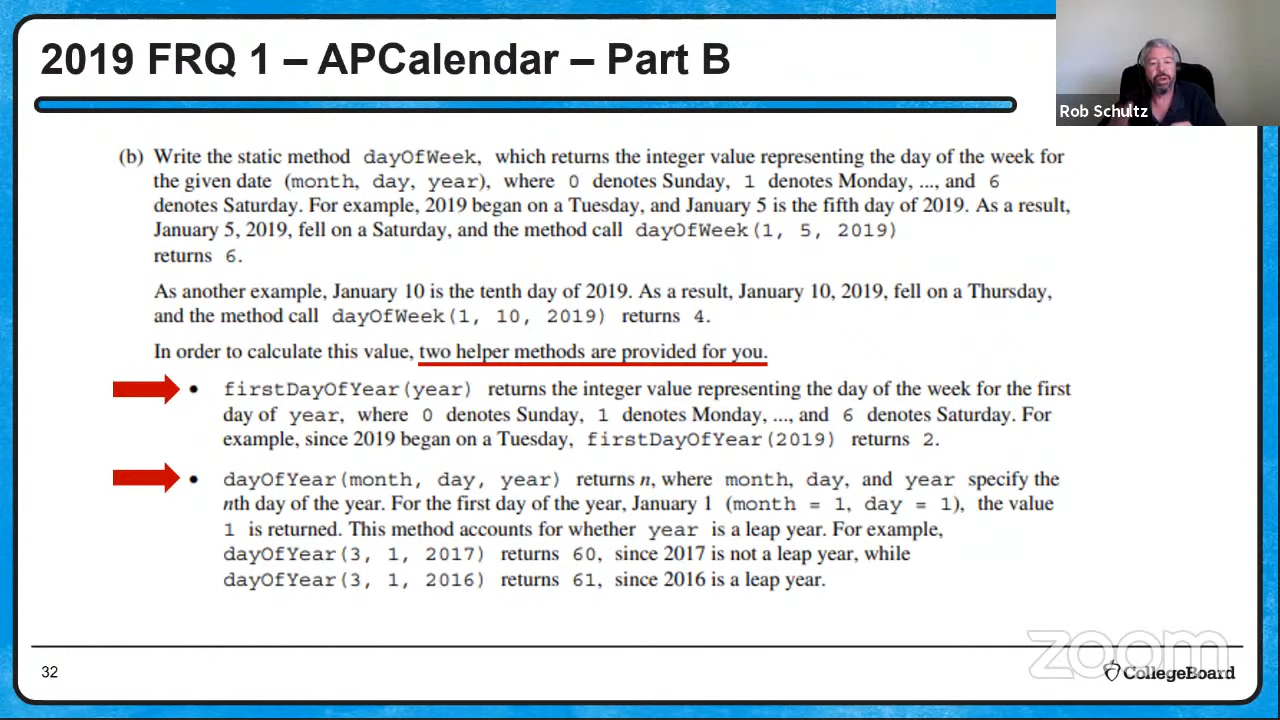 2019 FRQ 1 – APCalendar – Part B
Rob Schultz
(b) Write the static method dayOfWeek, which returns the integer value representing the day of the week for
the given date (month, day, year), where 0 denotes Sunday, 1 denotes Monday, ..., and 6
denotes Saturday. For example, 2019 began on a Tuesday, and January 5 is the fifth day of 2019. As a result,
January 5, 2019, fell on a Saturday, and the method call dayOfWeek(1, 5, 2019)
returns 6.
As another example, January 10 is the tenth day of 2019. As a result, January 10, 2019, fell on a Thursday,
and the method call dayOfWeek(1, 10, 2019) returns 4.
In order to calculate this value, two helper methods are provided for you.
• firstDayOfYear(year) returns the integer value representing the day of the week for the first
day of year, where 0 denotes Sunday, 1 denotes Monday, ..., and 6 denotes Saturday. For
example, since 2019 began on a Tuesday, firstDayOfYear(2019) returns 2.
• dayOfYear(month, day, year) returns n, where month, day, and year specify the
nth day of the year. For the first day of the year, January 1 (month = 1, day = 1), the value
1 is returned. This method accounts for whether year is a leap year. For example,
dayOfYear(3, 1, 2017) returns 60, since 2017 is not a leap year, while
dayOfYear(3, 1, 2016) returns 61, since 2016 is a leap year.
zoom
32
CollegeBoard